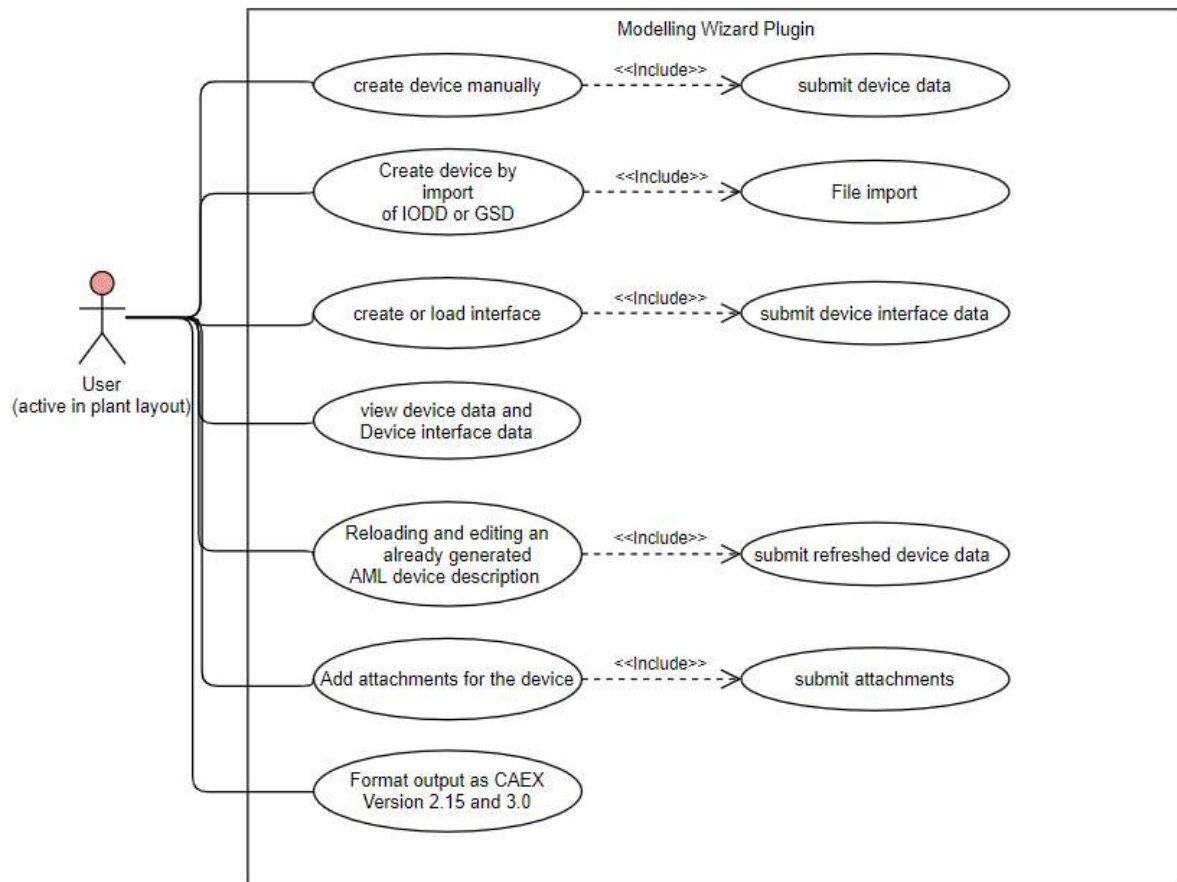 Modelling Wizard Plugin
create device manually
<<Include>>
submit device data
Create device by
import
of IODD or GSD
<<Include>>
File import
create or load interface
<<Include>>
submit device interface data
User
(active in plant layout)
view device data and
Device interface data
Reloading and editing an
already generated
AML device description
<<Include>>
submit refreshed device data
Add attachments for the device
<<Include>>
submit attachments
Format output as CAEX
Version 2.15 and 3.0